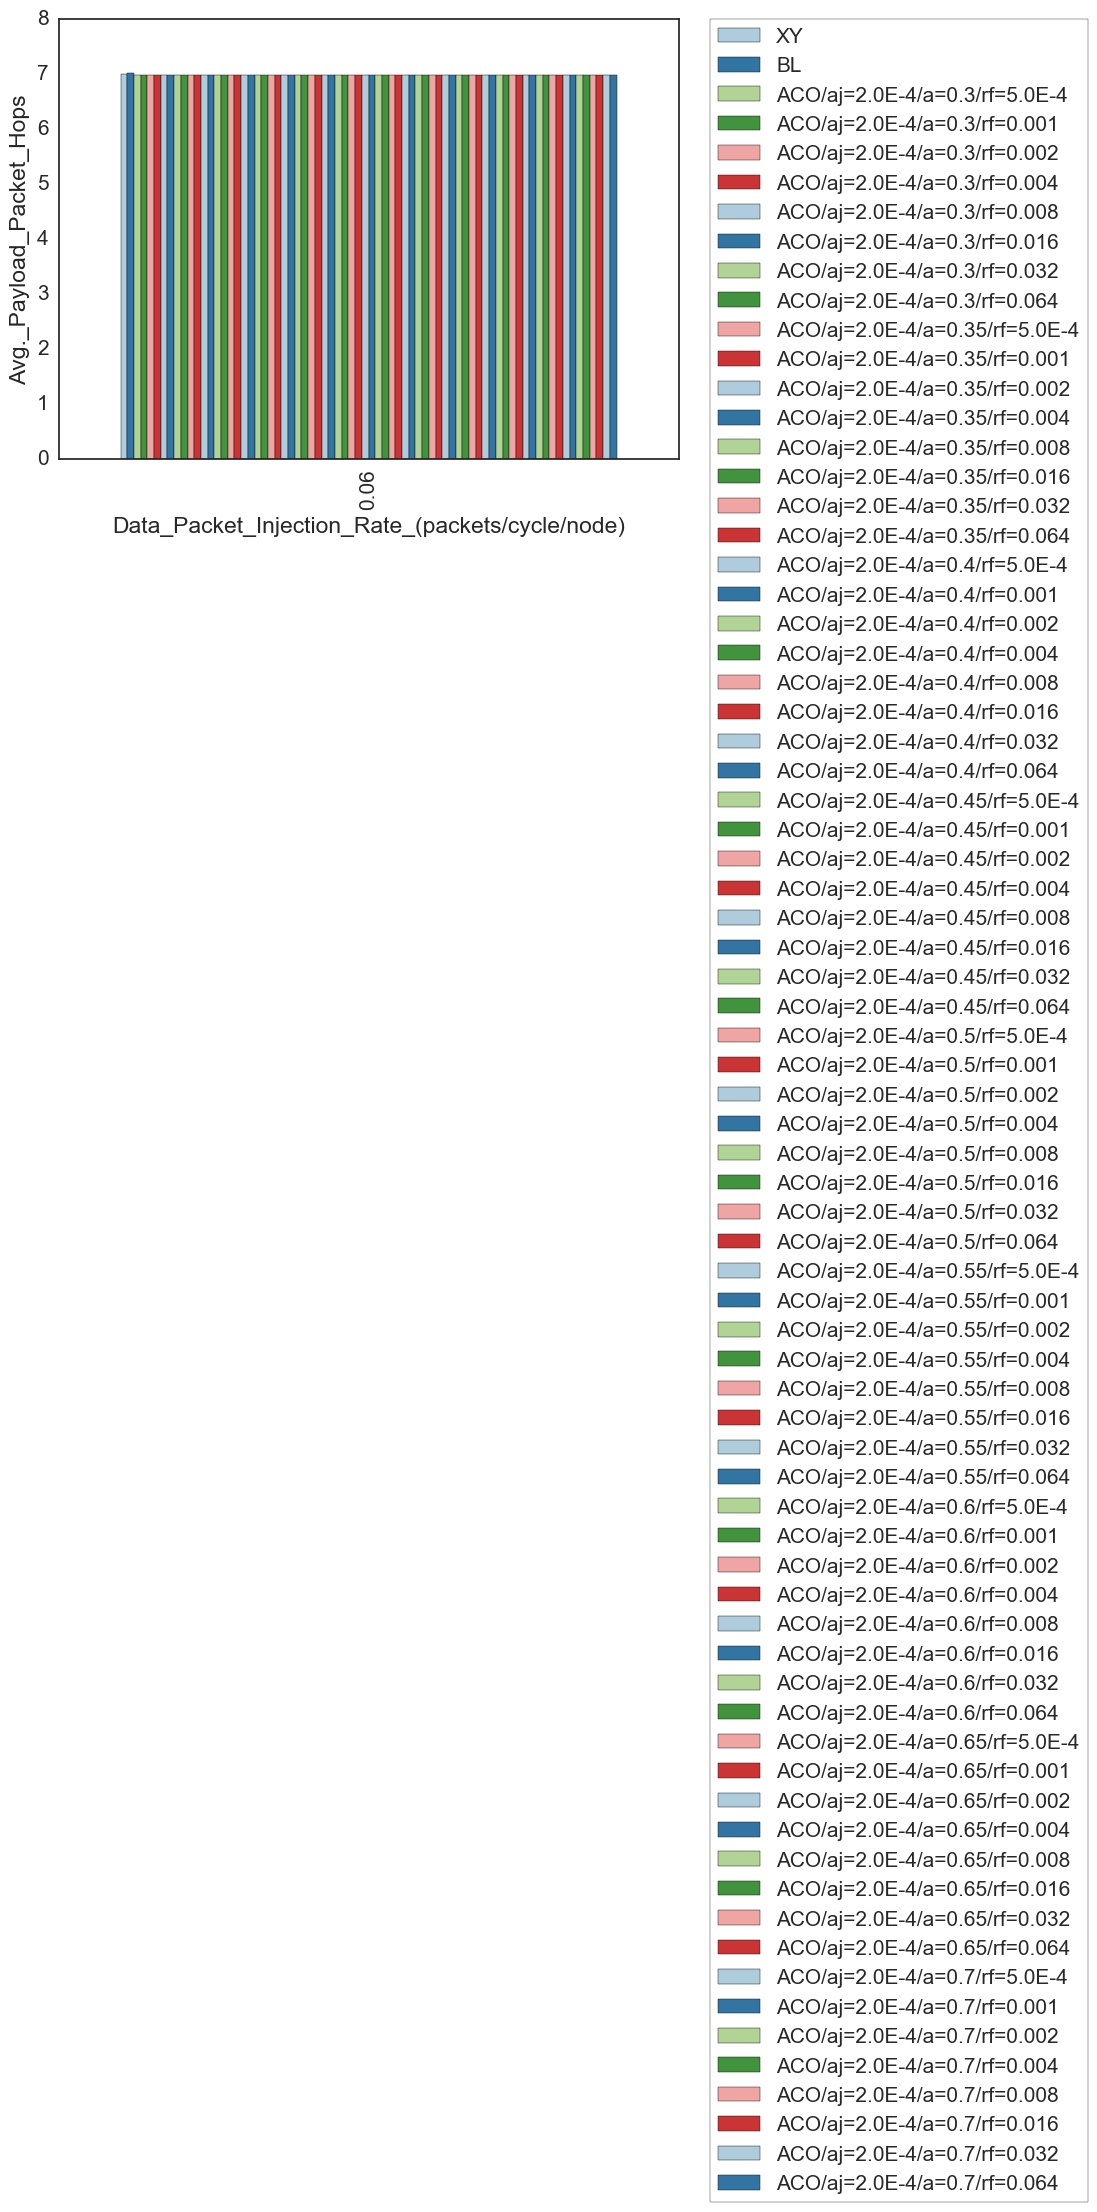 8
7
6
5
4
3
2
1
0
Avg._Payload_Packet_Hops
0.06
Data_Packet_Injection_Rate_(packets/cycle/node)
XY
BL
ACO/aj=2.0E-4/a=0.3/rf=5.0E-4
ACO/aj=2.0E-4/a=0.3/rf=0.001
ACO/aj=2.0E-4/a=0.3/rf=0.002
ACO/aj=2.0E-4/a=0.3/rf=0.004
ACO/aj=2.0E-4/a=0.3/rf=0.008
ACO/aj=2.0E-4/a=0.3/rf=0.016
ACO/aj=2.0E-4/a=0.3/rf=0.032
ACO/aj=2.0E-4/a=0.3/rf=0.064
ACO/aj=2.0E-4/a=0.35/rf=5.0E-4
ACO/aj=2.0E-4/a=0.35/rf=0.001
ACO/aj=2.0E-4/a=0.35/rf=0.002
ACO/aj=2.0E-4/a=0.35/rf=0.004
ACO/aj=2.0E-4/a=0.35/rf=0.008
ACO/aj=2.0E-4/a=0.35/rf=0.016
ACO/aj=2.0E-4/a=0.35/rf=0.032
ACO/aj=2.0E-4/a=0.35/rf=0.064
ACO/aj=2.0E-4/a=0.4/rf=5.0E-4
ACO/aj=2.0E-4/a=0.4/rf=0.001
ACO/aj=2.0E-4/a=0.4/rf=0.002
ACO/aj=2.0E-4/a=0.4/rf=0.004
ACO/aj=2.0E-4/a=0.4/rf=0.008
ACO/aj=2.0E-4/a=0.4/rf=0.016
ACO/aj=2.0E-4/a=0.4/rf=0.032
ACO/aj=2.0E-4/a=0.4/rf=0.064
ACO/aj=2.0E-4/a=0.45/rf=5.0E-4
ACO/aj=2.0E-4/a=0.45/rf=0.001
ACO/aj=2.0E-4/a=0.45/rf=0.002
ACO/aj=2.0E-4/a=0.45/rf=0.004
ACO/aj=2.0E-4/a=0.45/rf=0.008
ACO/aj=2.0E-4/a=0.45/rf=0.016
ACO/aj=2.0E-4/a=0.45/rf=0.032
ACO/aj=2.0E-4/a=0.45/rf=0.064
ACO/aj=2.0E-4/a=0.5/rf=5.0E-4
ACO/aj=2.0E-4/a=0.5/rf=0.001
ACO/aj=2.0E-4/a=0.5/rf=0.002
ACO/aj=2.0E-4/a=0.5/rf=0.004
ACO/aj=2.0E-4/a=0.5/rf=0.008
ACO/aj=2.0E-4/a=0.5/rf=0.016
ACO/aj=2.0E-4/a=0.5/rf=0.032
ACO/aj=2.0E-4/a=0.5/rf=0.064
ACO/aj=2.0E-4/a=0.55/rf=5.0E-4
ACO/aj=2.0E-4/a=0.55/rf=0.001
ACO/aj=2.0E-4/a=0.55/rf=0.002
ACO/aj=2.0E-4/a=0.55/rf=0.004
ACO/aj=2.0E-4/a=0.55/rf=0.008
ACO/aj=2.0E-4/a=0.55/rf=0.016
ACO/aj=2.0E-4/a=0.55/rf=0.032
ACO/aj=2.0E-4/a=0.55/rf=0.064
ACO/aj=2.0E-4/a=0.6/rf=5.0E-4
ACO/aj=2.0E-4/a=0.6/rf=0.001
ACO/aj=2.0E-4/a=0.6/rf=0.002
ACO/aj=2.0E-4/a=0.6/rf=0.004
ACO/aj=2.0E-4/a=0.6/rf=0.008
ACO/aj=2.0E-4/a=0.6/rf=0.016
ACO/aj=2.0E-4/a=0.6/rf=0.032
ACO/aj=2.0E-4/a=0.6/rf=0.064
ACO/aj=2.0E-4/a=0.65/rf=5.0E-4
ACO/aj=2.0E-4/a=0.65/rf=0.001
ACO/aj=2.0E-4/a=0.65/rf=0.002
ACO/aj=2.0E-4/a=0.65/rf=0.004
ACO/aj=2.0E-4/a=0.65/rf=0.008
ACO/aj=2.0E-4/a=0.65/rf=0.016
ACO/aj=2.0E-4/a=0.65/rf=0.032
ACO/aj=2.0E-4/a=0.65/rf=0.064
ACO/aj=2.0E-4/a=0.7/rf=5.0E-4
ACO/aj=2.0E-4/a=0.7/rf=0.001
ACO/aj=2.0E-4/a=0.7/rf=0.002
ACO/aj=2.0E-4/a=0.7/rf=0.004
ACO/aj=2.0E-4/a=0.7/rf=0.008
ACO/aj=2.0E-4/a=0.7/rf=0.016
ACO/aj=2.0E-4/a=0.7/rf=0.032
ACO/aj=2.0E-4/a=0.7/rf=0.064